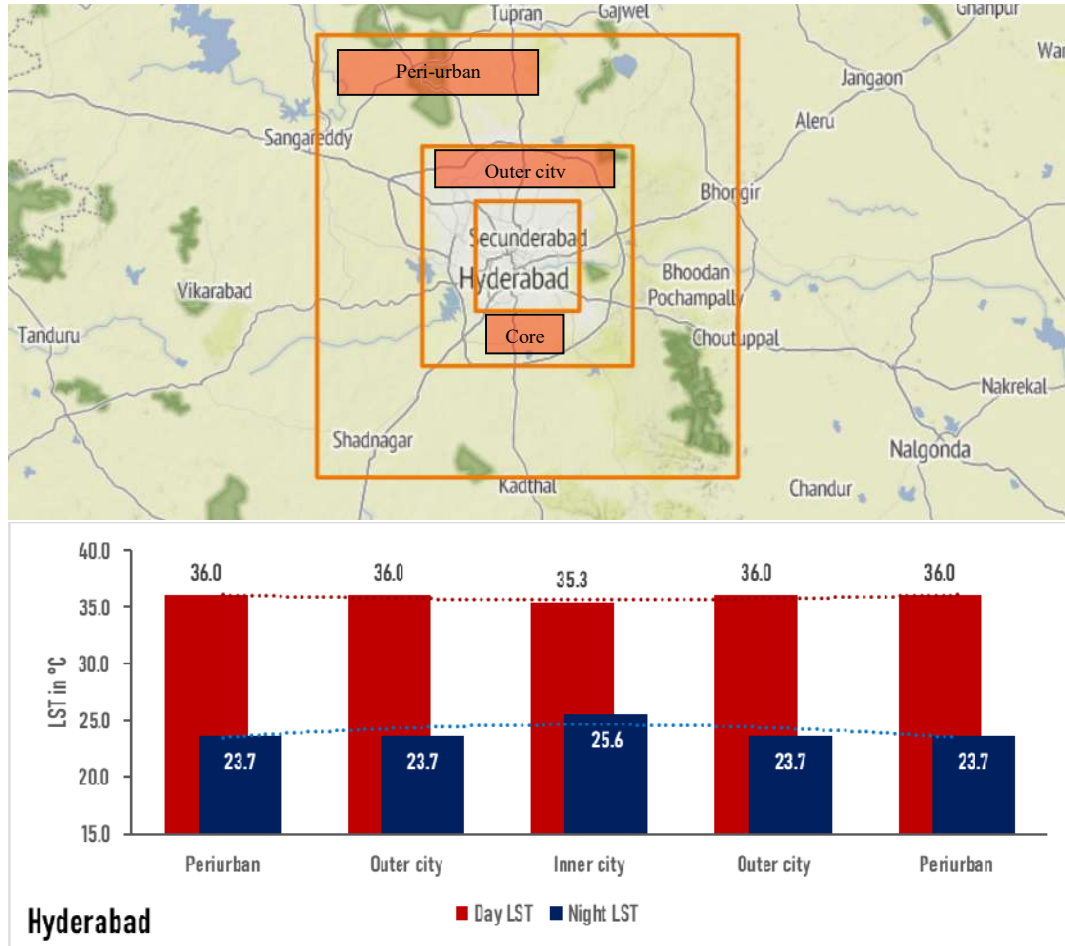 Tupran
Gajwel
Ghanpur
Peri-urban
War
Jangaon
Sangareddy
Aleru
Outer citv
Bhongir
Secunderabad
Hyderabad
Bhoodan
Pochampally
Vikarabad
Tanduru
Core
Choutuppal
Nakrekal
Shadnagar
Nalgonda
Kadthal
Chandur
40.0
35.0
30.0
25.0
20.0
15.0
LST in °C
36.0
36.0
35.3
36.0
36.0
23.7
23.7
25.6
23.7
23.7
Periurban
Outer city
Inner city
Outer city
Periurban
Hyderabad
Day LST
Night LST